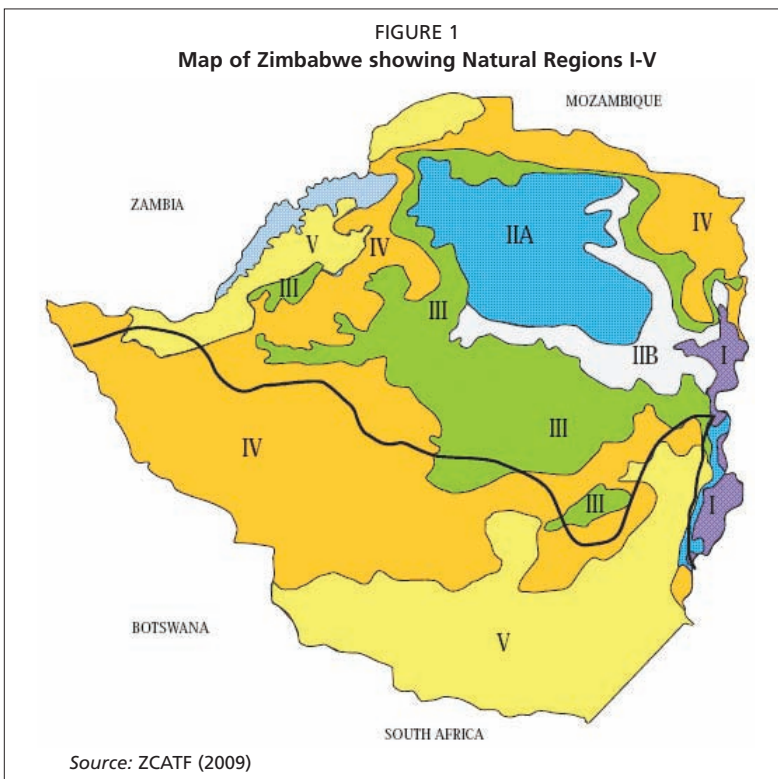 FIGURE 1
Map of Zimbabwe showing Natural Regions I-V
MOZAMBIQUE
ZAMBIA
IV
IIA
V
IV
III
III
IIB
I
IV
III
III
I
BOTSWANA
V
SOUTH AFRICA
Source: ZCATF (2009)